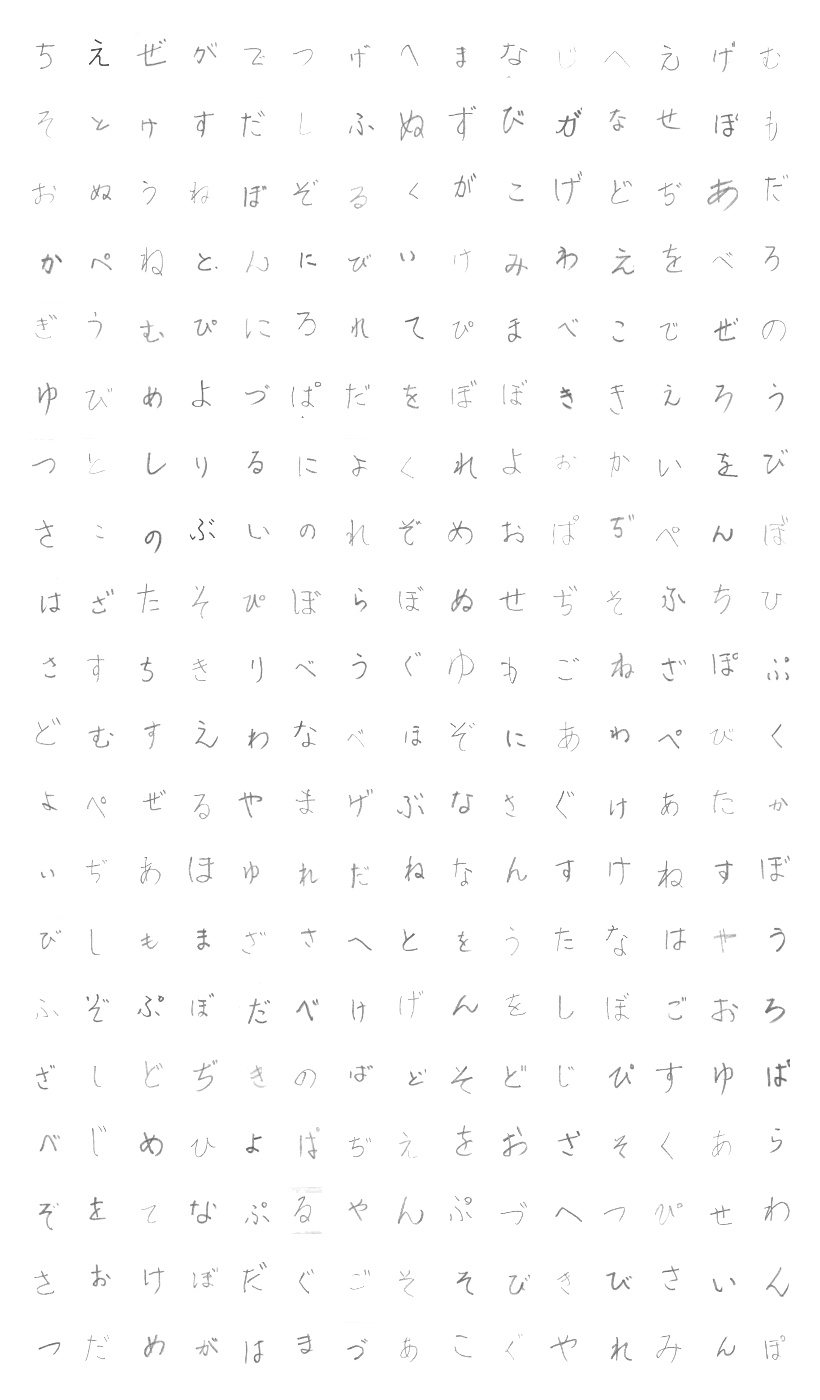 ちえぜがでつげへまなじへえげむ
そとけすだしふぬずびがなせぼも
おぬうねぼぞるくがこげどぢあだ
かぺねとんにびいけみわえをべろ
ぎうむぴにろれてぴまべこでぜの
ゆびめよづぱだをぼぼききえろう
つとしりるによくれよおかいをび
さこのぶいのれぞめおぱぢぺんぼ
はざたそぴぼらぼぬせぢそふちひ
さすちきりべうぐゆもごねざぽぷ
どむすえわなべほぞにあわぺびく
よぺぜるやまげぶなさぐけあたか
いぢあほゆれだねなんすけねすぼ
びしもまざさへとをうたなはやう
ふぞぷぼだべけげんをしぼごおろ
ざしどぢきのばどそどじぴすゆば
べじめひよぱぢえをおざそくあら
ぞをてなぷるやんぷづへつぴせわ
さおけぼだぐごそそびきびさいん
つだめがはまづあこぐやれみんぽ